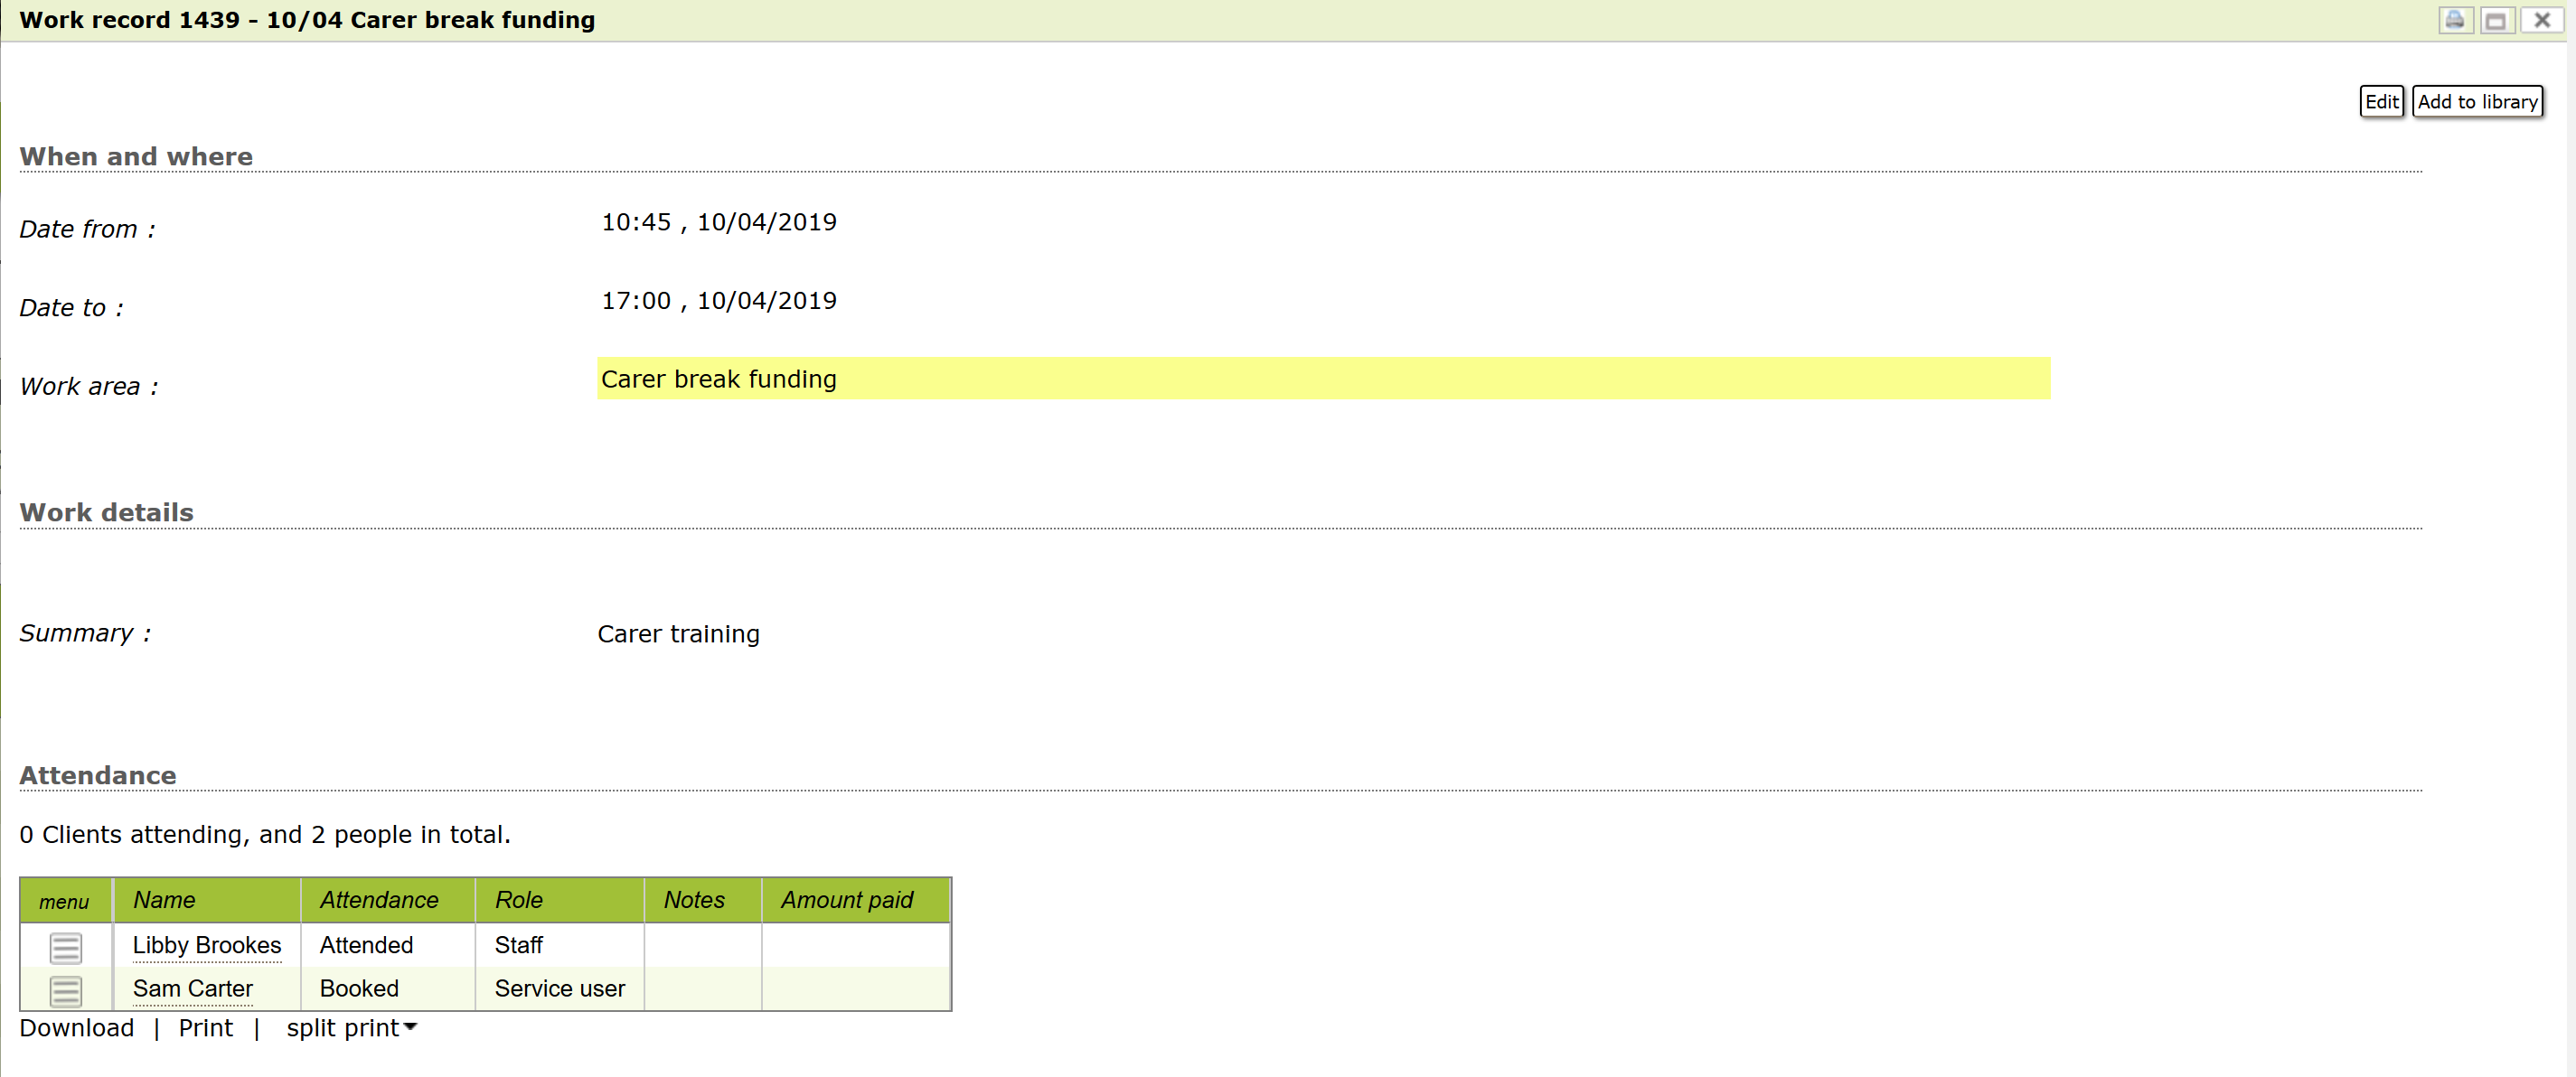 Work record 1439 - 10/04 Carer break funding
Edit Add to library
When and where
Date from : 10:45 , 10/04/2019
Date to : 17:00 , 10/04/2019
Work area : Carer break funding
Work details
Summary : Carer training
Attendance
0 Clients attending, and 2 people in total.
menu Name Attendance Role Notes Amount paid
Libby Brookes Attended Staff
Sam Carter Booked Service user
Download | Print | split print